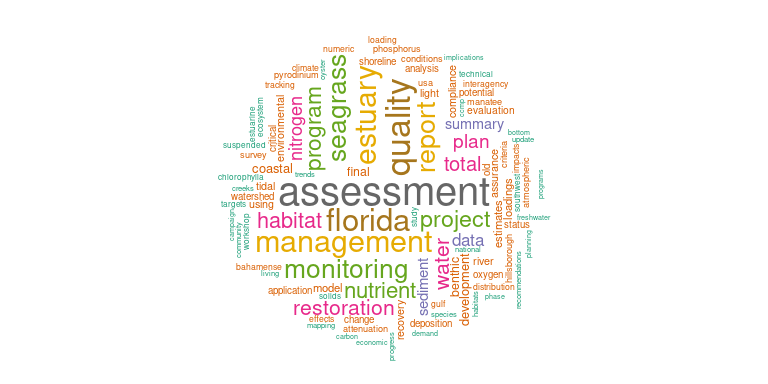 loading
numeric
phosphorus
shoreline
conditions
implications
climate
oyster
analysis
pyrodinium
technical
tracking
usa
interagency
light
potential
compliance
comp
manatee
evaluation
seagrass
estuary
quality
report
program
nitrogen
environmental
critical
estuarine
ecosystem
summary
bottom
update
suspended
plan
survey
criteria
coastal
final
total
old
assurance
impacts
chlorophylla
trends
atmospheric
southwest
programs
creeks
tidal
assessment
watershed
targets
using
loadings
estimates
campaign
community
workshop
habitat
florida
study
project
freshwater
status
management
data
national
planning
water
hillsborough
recommendations
bahamense
living
monitoring
sediment
benthic
development
river
oxygen
application
model
nutrient
distribution
solids
phase
habitats
restoration
recovery
gulf
species
effects
change
deposition
mapping
attenuation
demand
carbon
economic
progress